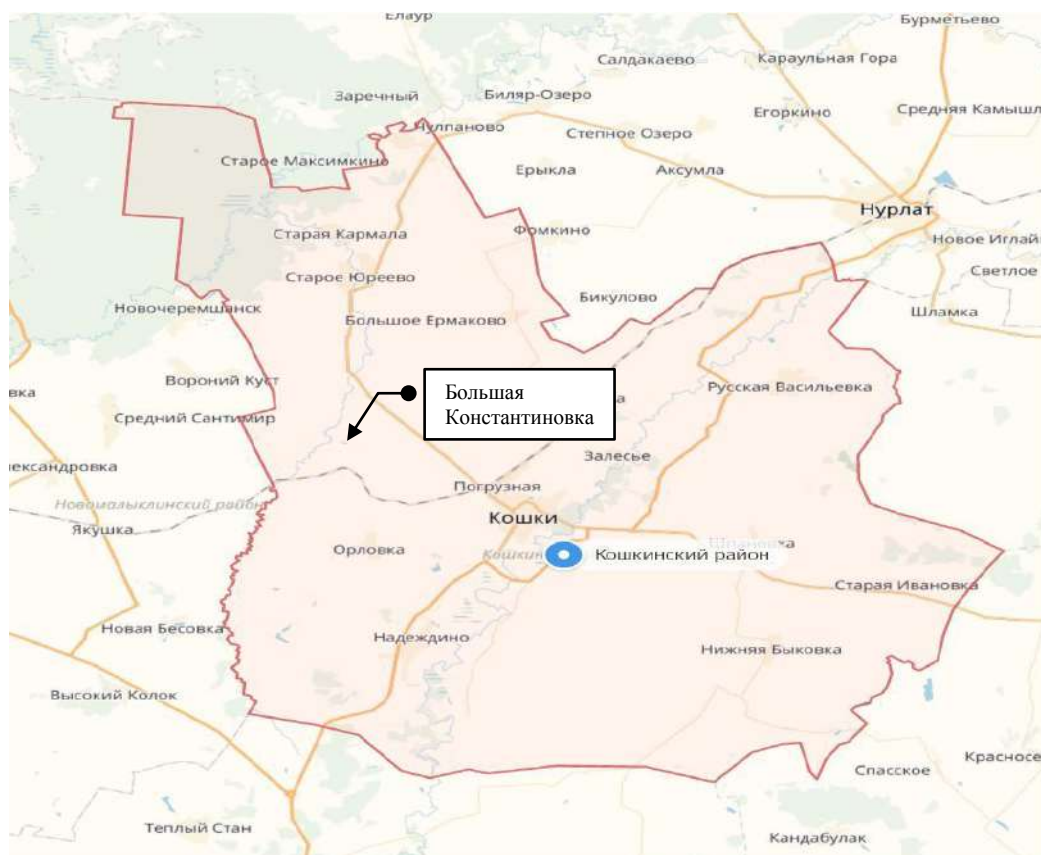 Елаур
Бурметьево
Салдакаево
Караульная Гора
Заречный
Биляр-Озеро
Егоркино
Средняя Камышл
Чулпаново
Степное Озеро
Старое Максимкино
Ерыкла
Аксумла
Нурлат
Старая Кармала
Фомкино
Новое Иглай
Старое Юреево
Светлое
Бикулово
Новочеремшанск
Большое Ермаково
Шламка
Вороний Куст
Русская Васильевка
вка
Большая
Константиновка
а
Средний Сантимир
Залесье
лександровка
Погрузная
Новомалыклинский район
Кошки
Якушка
Орловка
Кошкин
Кошкинский район
Шпановка
Старая Ивановка
Новая Бесовка
Надеждино
Нижняя Быковка
Высокий Колок
Красносе
Спасское
Теплый Стан
Кандабулак